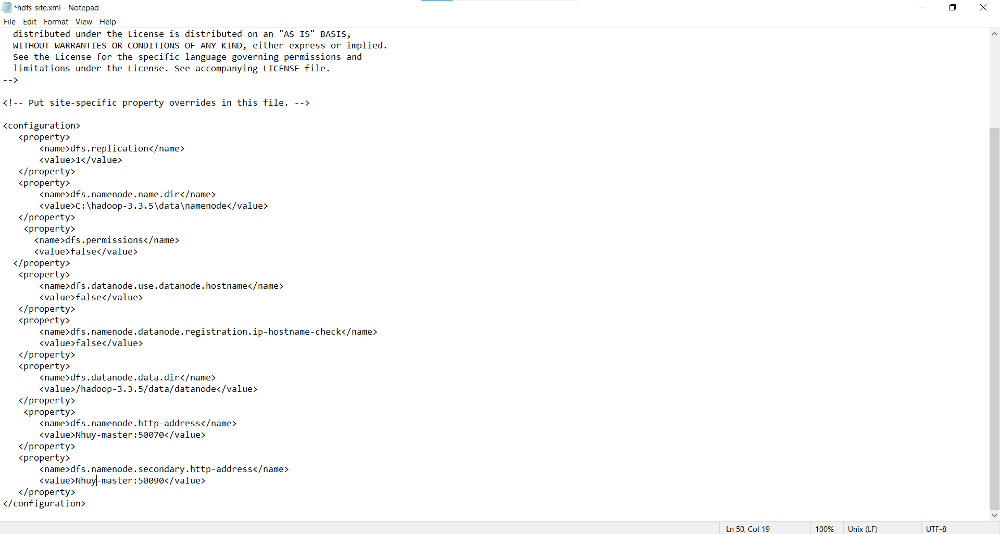 *hdfs-site.xml - Notepad
File Edit Format View Help
distributed under the License is distributed on an "AS IS" BASIS,
WITHOUT WARRANTIES OR CONDITIONS OF ANY KIND, either express or implied.
See the License for the specific language governing permissions and
limitations under the License. See accompanying LICENSE file.
-->
<!-- Put site-specific property overrides in this file. -->
<configuration>
<property>
<name>dfs.replication</name>
<value>1</value>
</property>
<property>
<name>dfs.namenode.name.dir</name>
<value>C:\hadoop-3.3.5\data\namenode</value>
</property>
<property>
<name>dfs.permissions</name>
<value>false</value>
</property>
<property>
<name>dfs.datanode.use.datanode.hostname</name>
<value>false</value>
</property>
<property>
<name>dfs.namenode.datanode.registration.ip-hostname-check</name>
<value>false</value>
</property>
<property>
<name>dfs.datanode.data.dir</name>
<value>/hadoop-3.3.5/data/datanode</value>
</property>
<property>
<name>dfs.namenode.http-address</name>
<value>Nhuy-master:50070</value>
</property>
<property>
<name>dfs.namenode.secondary.http-address</name>
<value>Nhuy-master:50090</value>
</property>
</configuration>
Ln 50, Col 19 100% Unix (LF) UTF-8